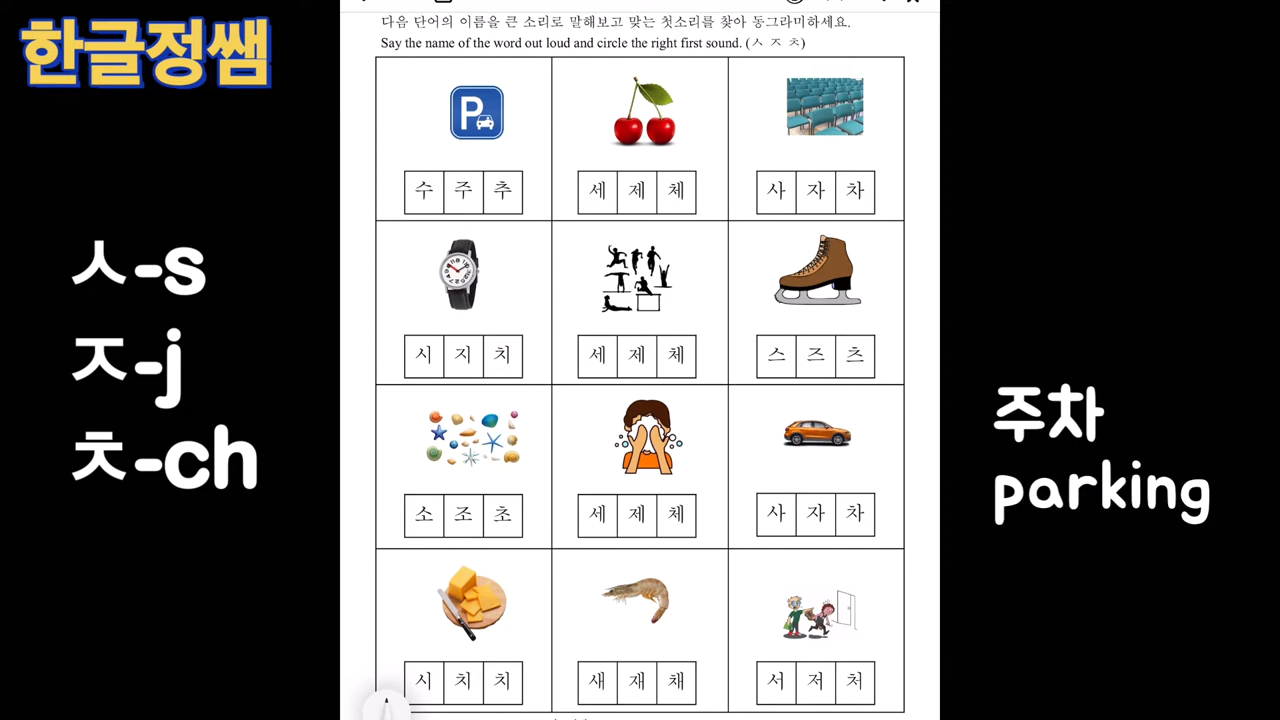 한글정쌤
다음 단어의 이름을 큰 소리로 말해보고 맞는 첫소리를 찾아 동그라미하세요.
Say the name of the word out loud and circle the right first sound. (ㅅ ㅈ ㅊ)
ㅅ-s
ㅈ-j
ㅊ-ch
P
수 주 추
세 제 체
사 자 차
시 지 치
세 제 체
스 즈 츠
소 조 초
세 제 체
사 자 차
시 치 치
새 재 채
서 저 처
주차
parking